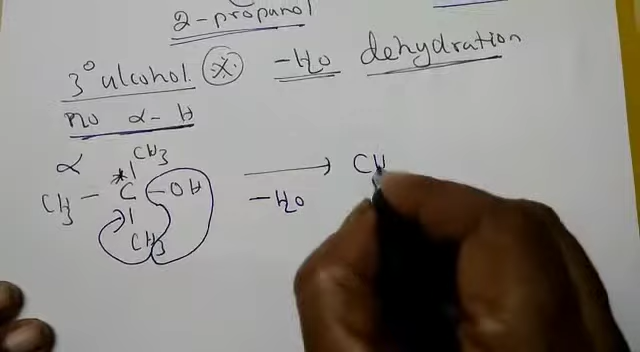 2-propanol
3° alcohol. X. -H₂O dehydration
no α-H
α CH₃
CH₃ - C* - OH → CH
-H₂O
CH₃